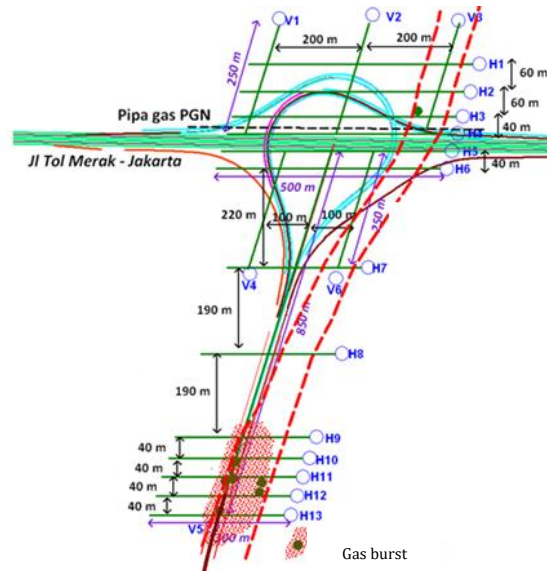 V1
V2
V3
200 m
200 m
250 m
H1
60 m
H2
60 m
Pipa gas PGN
H3
40 m
H4
H5
Jl Tol Merak - Jakarta
40 m
H6
500 m
220 m
100 m
100 m
250 m
V4
V6
H7
190 m
850 m
H8
190 m
H9
40 m
H10
40 m
H11
40 m
H12
40 m
H13
V5
300 m
Gas burst